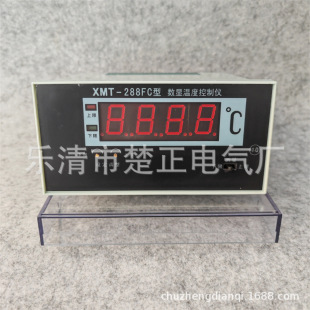 XMT-288FC型 数显温度控制仪
上限
8.8.8.8.
℃
下限
乐清市楚正电气厂
chuzhengdianqi.1688.com